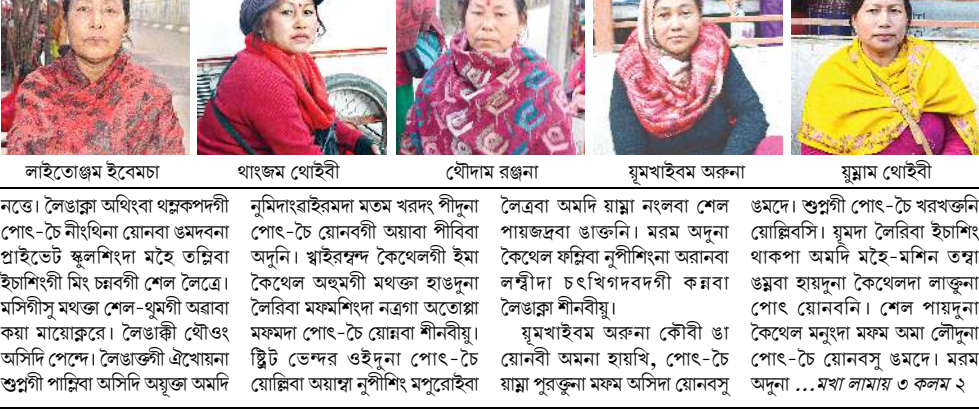 লাইতোঞ্জম ইবেমচা
থাংজম থোইবী
থৌদাম রঞ্জনা
য়ূমখাইবম অরুনা
য়ুম্নাম থোইবী
নত্তে। লৈঙাক্না অথিংবা থম্লকপদগী
পোৎ-চৈ নীংথিনা য়োনবা ঙমদবনা
প্রাইভেট স্কুলশিংদা মহৈ তম্লিবা
ইচাশিংগী মিং চন্নবগী শেল লৈত্রে।
মসিগীসু মথক্তা শেল-থুমগী অৱাবা
কয়া মায়োক্নরে। লৈঙাক্কী থৌওং
অসিদি পেন্দে। লৈঙাক্তগী ঐখোয়না
শুপ্নগী পাল্লিবা অসিদি অয়ূক্তা অমদি
নুমিদাংৱাইরমদা মতম খরদং পীদুনা
পোৎ-চৈ য়োনবগী অয়াবা পীবিবা
অদুনি। খ্বাইরম্বন্দ কৈথেলগী ইমা
কৈথেল অহুমগী মথক্তা হাঙদুনা
লৈরিবা মফমশিংদা নত্রগা অতোপ্পা
মফমদা পোৎ-চৈ য়োন্নবা শীনবীয়ু।
ষ্ট্রিট ভেন্দর ওইদুনা পোৎ-চৈ
য়োল্লিবা অয়াম্বা নুপীশিং মপুরোইবা
লৈত্রবা অমদি য়াম্না নংলবা শেল
পায়জদ্রবা ঙাক্তনি। মরম অদুনা
কৈথেল ফম্লিবা নুপীশিংনা অরানবা
লম্বীদা চৎখিগদবদগী কন্নবা
লৈঙাক্না শীনবীয়ু।
য়ূমখাইবম অরুনা কৌবী ঙা
য়োনবী অমনা হায়খি, পোৎ-চৈ
য়াম্না পুরক্তুনা মফম অসিদা য়োনবসু
ঙমদে। শুপ্নগী পোৎ-চৈ খরখক্তনি
য়োল্লিবসি। য়ূমদা লৈরিবা ইচাশিং
থাকপা অমদি মহৈ-মশিন তম্বা
ঙম্নবা হায়দুনা কৈথেলদা লাক্তুনা
পোৎ য়োনবনি। শেল পায়দুনা
কৈথেল মনুংদা মফম অমা লৌদুনা
পোৎ-চৈ য়োনবসু ঙমদে। মরম
অদুনা ...মখা লামায় ৩ কলম ২